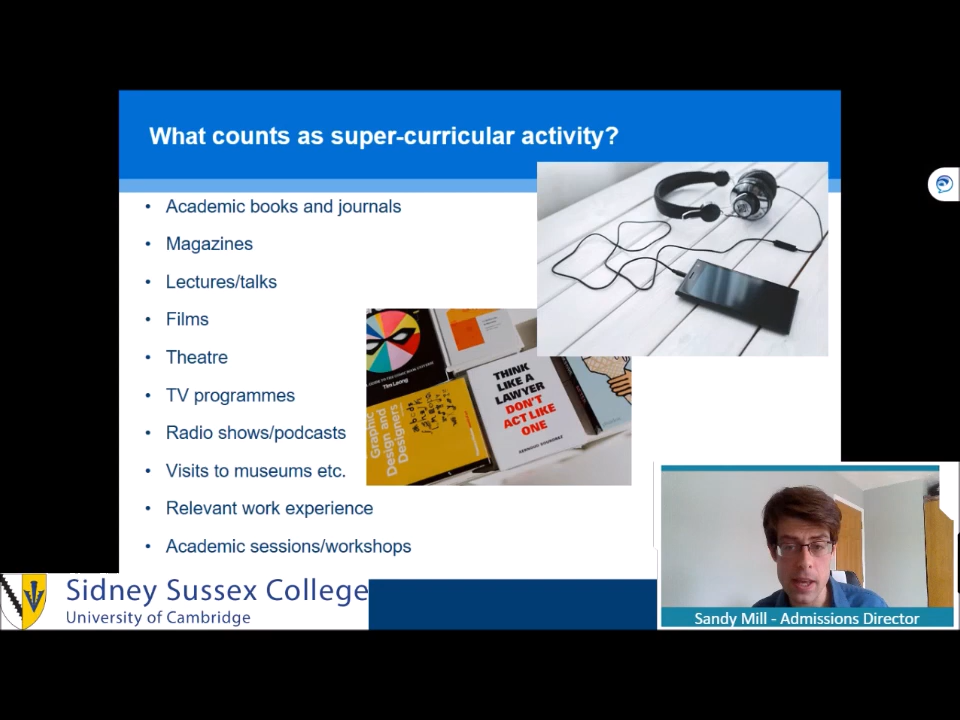 What counts as super-curricular activity?
• Academic books and journals
• Magazines
• Lectures/talks
• Films
• Theatre
• TV programmes
• Radio shows/podcasts
• Visits to museums etc.
• Relevant work experience
• Academic sessions/workshops
Tim Leong
Graphic
Design and
Designers
THINK
LIKE A
LAWYER
DON'T
ACT LIKE
ONE
Sidney Sussex College
University of Cambridge
Sandy Mill - Admissions Director